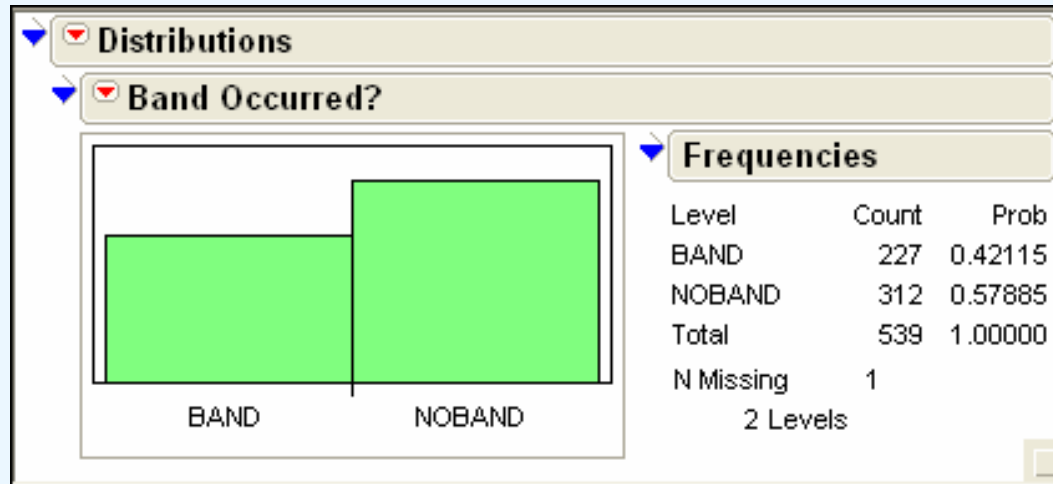 Distributions
Band Occurred?
BAND NOBAND
Frequencies
Level Count Prob
BAND 227 0.42115
NOBAND 312 0.57885
Total 539 1.00000
N Missing 1
2 Levels